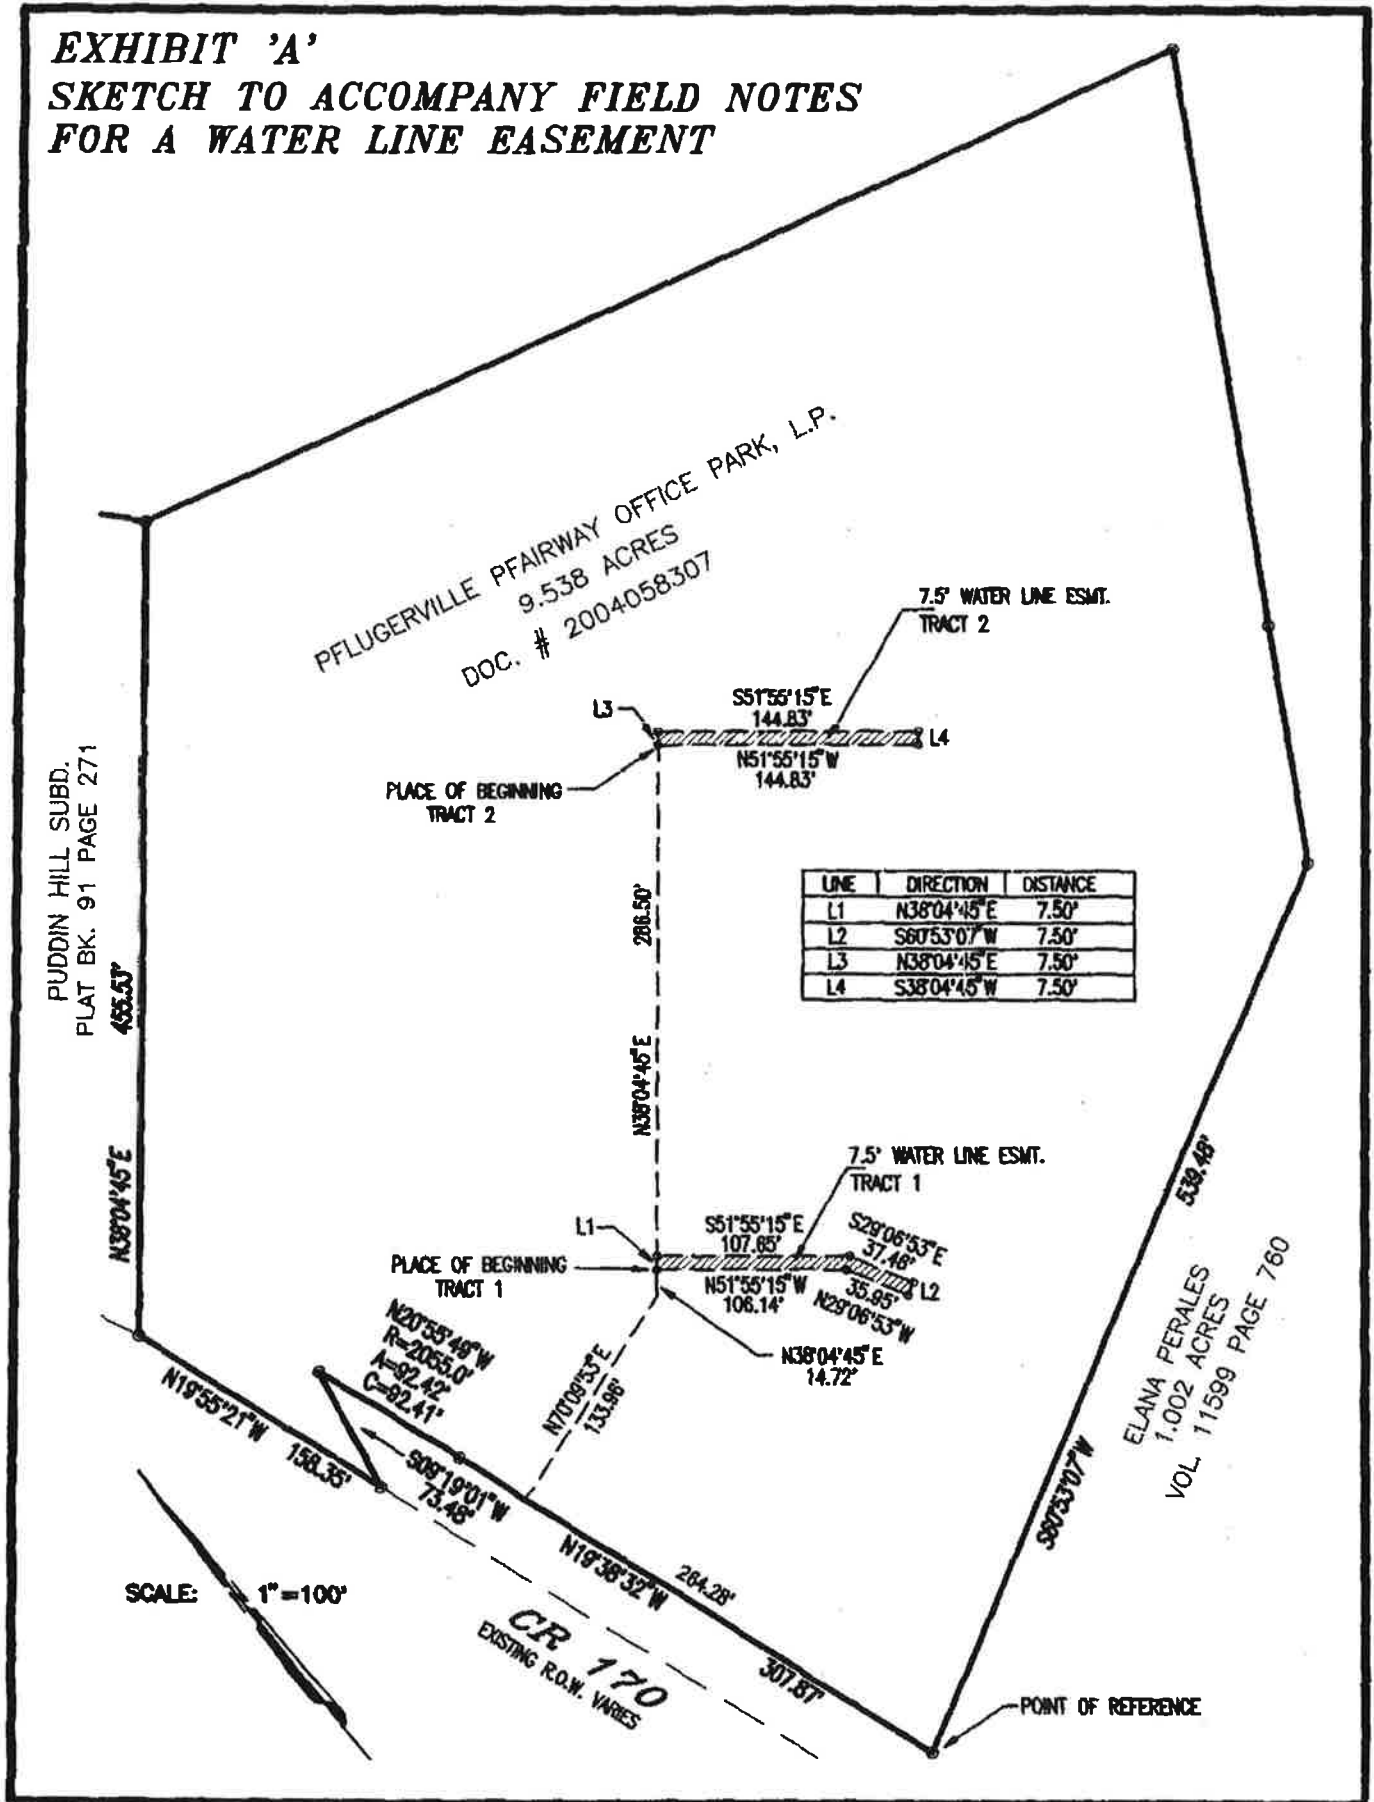 EXHIBIT 'A'
SKETCH TO ACCOMPANY FIELD NOTES
FOR A WATER LINE EASEMENT
PFLUGERVILLE PFAIRWAY OFFICE PARK, L.P.
9.538 ACRES
DOC. # 2004058307
7.5' WATER LINE ESMT.
TRACT 2
L3
S51°55'15"E
144.83'
L4
N51°55'15"W
144.83'
PLACE OF BEGINNING
TRACT 2
PUDDIN HILL SUBD.
PLAT BK. 91 PAGE 271
N38°04'45"E
455.53'
N38°04'45"E
286.50'
LINE DIRECTION DISTANCE
L1 N38°04'45"E 7.50'
L2 S60°53'07"W 7.50'
L3 N38°04'45"E 7.50'
L4 S38°04'45"W 7.50'
7.5' WATER LINE ESMT.
TRACT 1
L1
S51°55'15"E
107.65'
S29°06'53"E
37.46'
L2
PLACE OF BEGINNING
TRACT 1
N51°55'15"W
106.14'
35.95'
N29°06'53"W
N38°04'45"E
14.72'
N20°55'49"W
R=2055.0'
A=92.42'
C=92.41'
N70°09'53"E
133.96'
N19°55'21"W
158.35'
S09°19'01"W
73.48'
N19°38'32"W
264.28'
307.87'
S60°53'07"W
539.48'
ELANA PERALES
1.002 ACRES
VOL. 11599 PAGE 760
SCALE: 1"=100'
CR 170
EXISTING R.O.W. VARIES
POINT OF REFERENCE